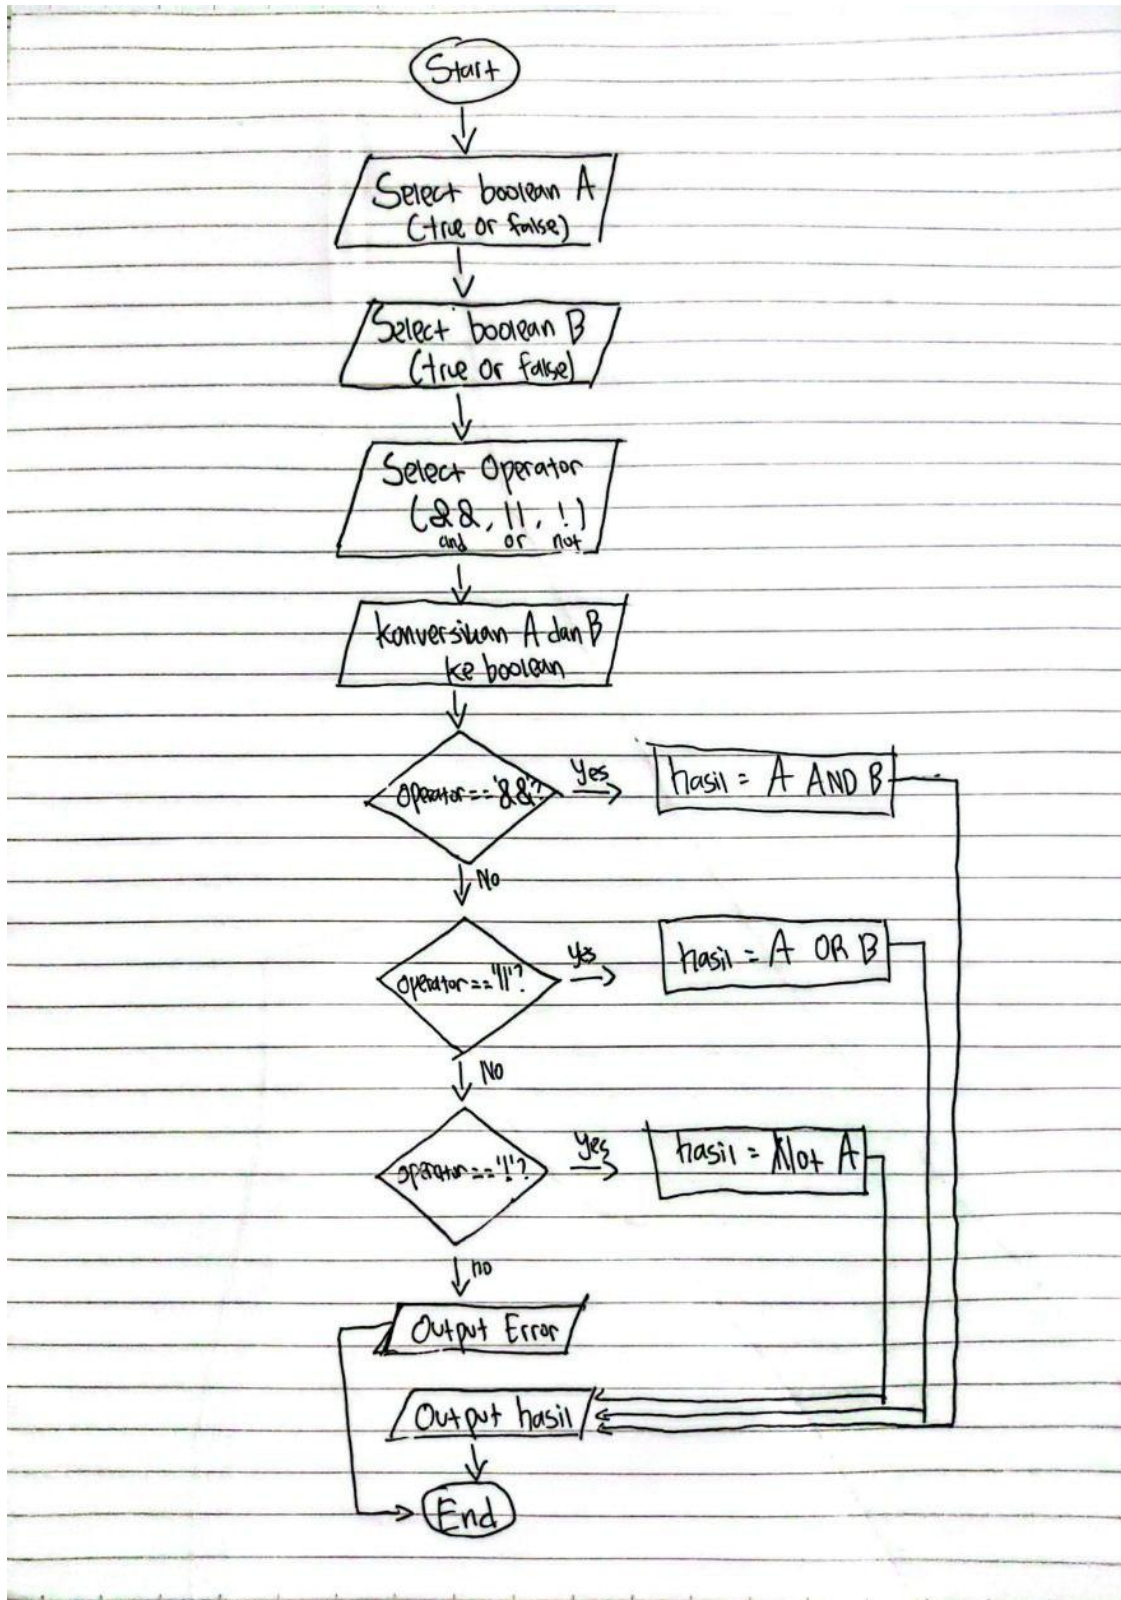 Start
Select boolean A
(true or false)
Select boolean B
(true or false)
Select Operator
(&&, ||, !)
and or not
Konversikan A dan B
ke boolean
Operator == '&&'?
Yes
hasil = A AND B
No
Operator == '||'?
Yes
hasil = A OR B
No
Operator == '!'?
Yes
hasil = Not A
no
Output Error
Output hasil
End